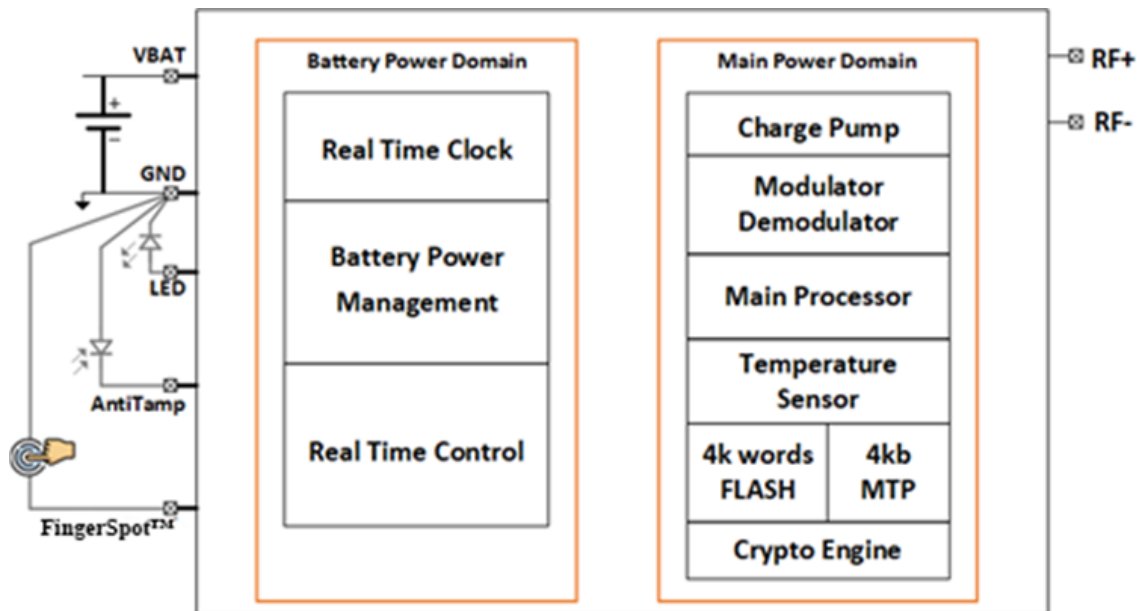 VBAT
+
−
GND
LED
AntiTamp
FingerSpot™
Battery Power Domain
Real Time Clock
Battery Power
Management
Real Time Control
Main Power Domain
Charge Pump
Modulator
Demodulator
Main Processor
Temperature
Sensor
4k words
FLASH
4kb
MTP
Crypto Engine
RF+
RF-